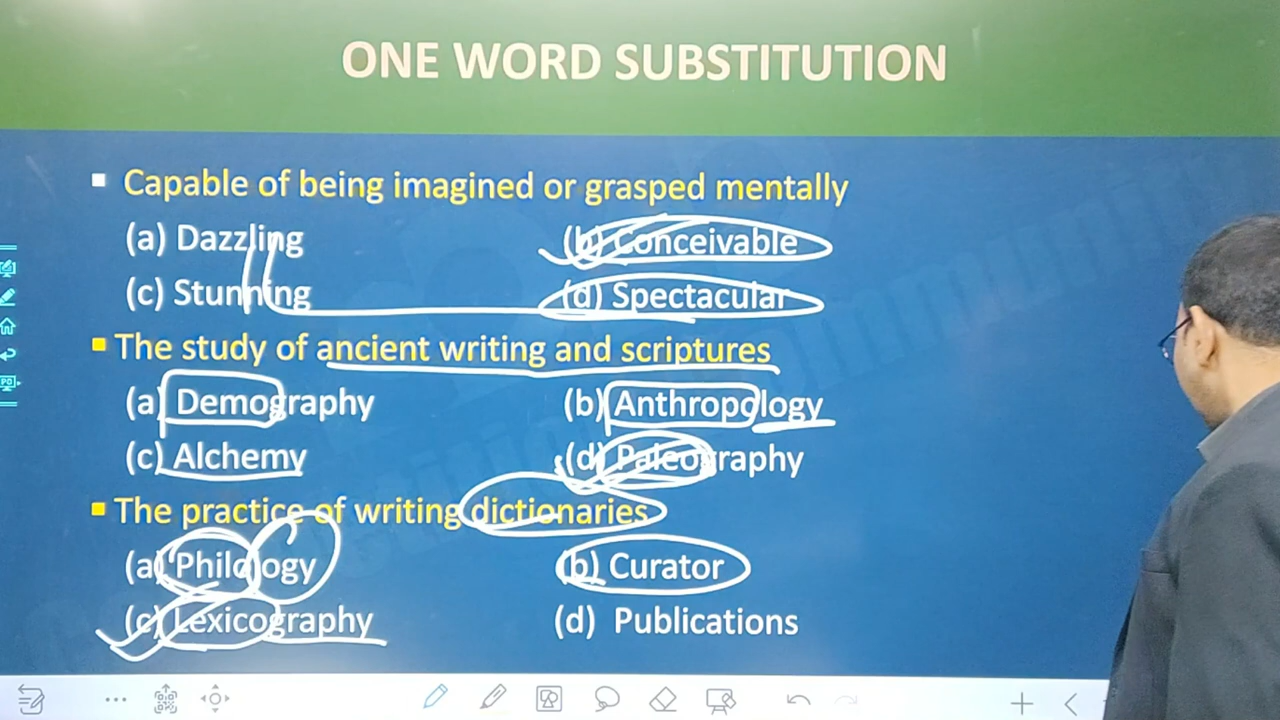 ONE WORD SUBSTITUTION
Capable of being imagined or grasped mentally
(a) Dazzling (b) Conceivable
(c) Stunning (d) Spectacular
The study of ancient writing and scriptures
(a) Demography (b) Anthropology
(c) Alchemy (d) Paleography
The practice of writing dictionaries
(a) Philology (b) Curator
(c) Lexicography (d) Publications